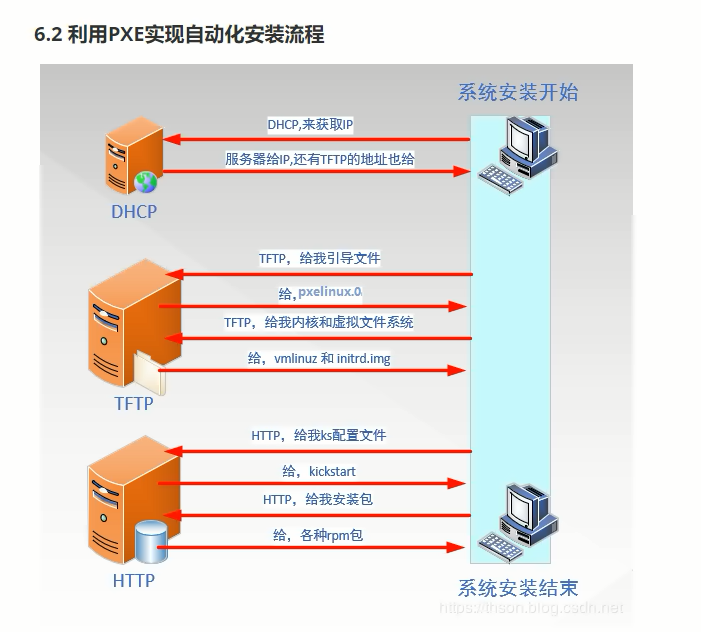 6.2 利用PXE实现自动化安装流程
系统安装开始
DHCP,来获取IP
服务器给IP,还有TFTP的地址也给
DHCP
TFTP，给我引导文件
给,pxelinux.0
TFTP，给我内核和虚拟文件系统
给，vmlinuz 和 initrd.img
TFTP
HTTP，给我ks配置文件
给，kickstart
HTTP，给我安装包
给，各种rpm包
HTTP
系统安装结束
https://thson.blog.csdn.net